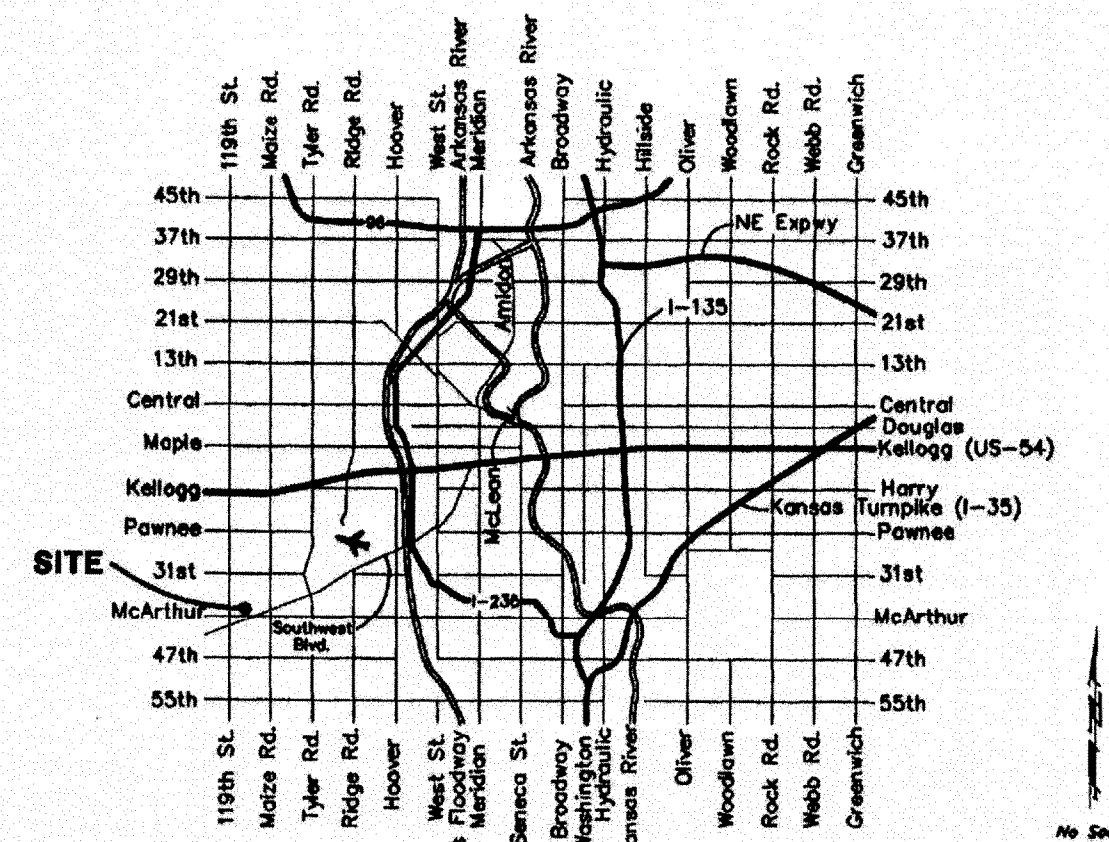 119th St.
Maize Rd.
Tyler Rd.
Ridge Rd.
Hoover
West St.
Arkansas River
Meridian
Arkansas River
Broadway
Hydraulic
Hillside
Oliver
Woodlawn
Rock Rd.
Webb Rd.
Greenwich
45th
37th
29th
21st
13th
Central
Maple
Kellogg
Pawnee
31st
McArthur
47th
55th
SITE
96
NE Expwy
Amidon
I-135
McLean
Southwest
Blvd.
45th
37th
29th
21st
13th
Central
Douglas
Kellogg (US-54)
Harry
Kansas Turnpike (I-35)
Pawnee
31st
McArthur
47th
55th
119th St.
Maize Rd.
Tyler Rd.
Ridge Rd.
Hoover
West St.
s Floodway
Meridian
Seneca St.
Broadway
Washington
Hydraulic
ansas River
Oliver
Woodlawn
Rock Rd.
Webb Rd.
Greenwich
No